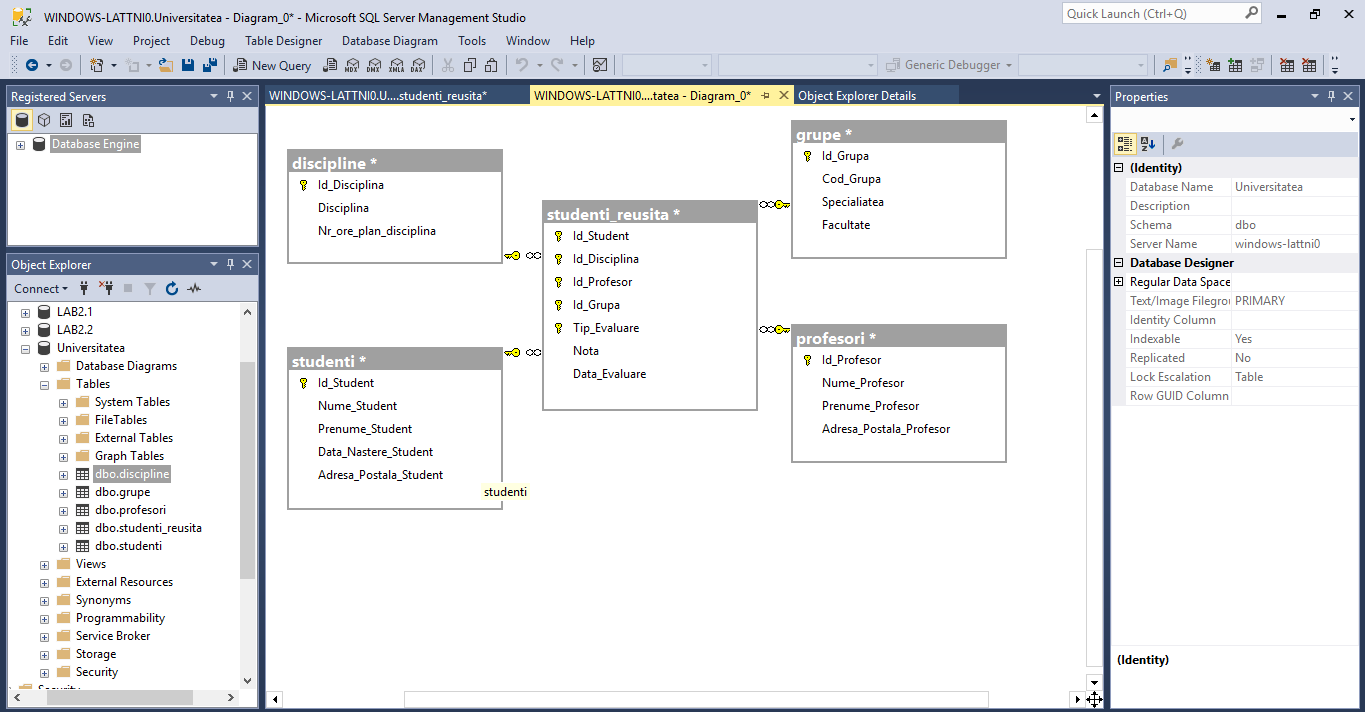 WINDOWS-LATTNI0.Universitatea - Diagram_0* - Microsoft SQL Server Management Studio
Quick Launch (Ctrl+Q)
File Edit View Project Debug Table Designer Database Diagram Tools Window Help
New Query MDX DMX XMLA DAX Generic Debugger
Registered Servers
Database Engine
Object Explorer
Connect
LAB2.1
LAB2.2
Universitatea
Database Diagrams
Tables
System Tables
FileTables
External Tables
Graph Tables
dbo.discipline
dbo.grupe
dbo.profesori
dbo.studenti_reusita
dbo.studenti
Views
External Resources
Synonyms
Programmability
Service Broker
Storage
Security
Security
WINDOWS-LATTNI0.U....studenti_reusita*
WINDOWS-LATTNI0....tatea - Diagram_0*
Object Explorer Details
discipline *
Id_Disciplina
Disciplina
Nr_ore_plan_disciplina
studenti *
Id_Student
Nume_Student
Prenume_Student
Data_Nastere_Student
Adresa_Postala_Student
studenti
studenti_reusita *
Id_Student
Id_Disciplina
Id_Profesor
Id_Grupa
Tip_Evaluare
Nota
Data_Evaluare
grupe *
Id_Grupa
Cod_Grupa
Specialiatea
Facultate
profesori *
Id_Profesor
Nume_Profesor
Prenume_Profesor
Adresa_Postala_Profesor
Properties
(Identity)
Database Name Universitatea
Description
Schema dbo
Server Name windows-lattni0
Database Designer
Regular Data Space
Text/Image Filegrou PRIMARY
Identity Column
Indexable Yes
Replicated No
Lock Escalation Table
Row GUID Column
(Identity)